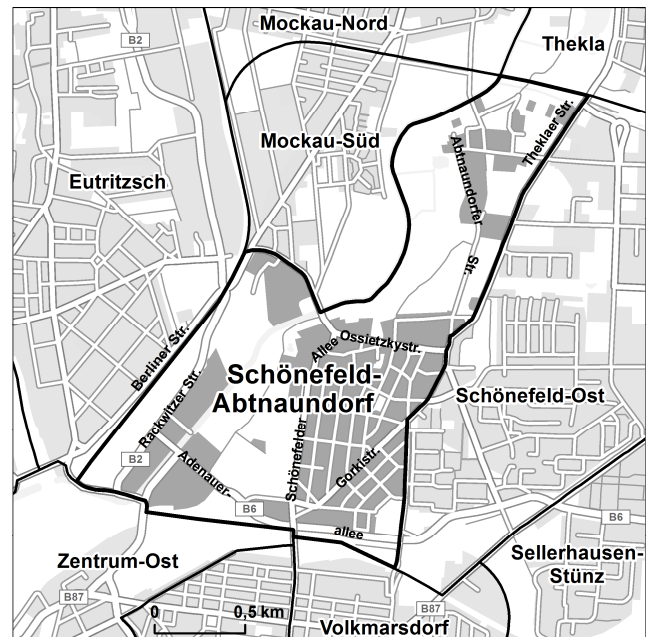 Mockau-Nord
B2
Thekla
Theklaer Str.
Mockau-Süd
Abtnaundorfer
Str.
Eutritzsch
Berliner Str.
Allee
Ossietzkystr.
Schönefeld-
Abtnaundorf
Schönefeld-Ost
Rackwitzer Str.
Schönefelder
Gorkistr.
B2
Adenauer-
B6
allee
B6
Zentrum-Ost
Sellerhausen-
Stünz
B87
0 0,5 km
B87
Volkmarsdorf